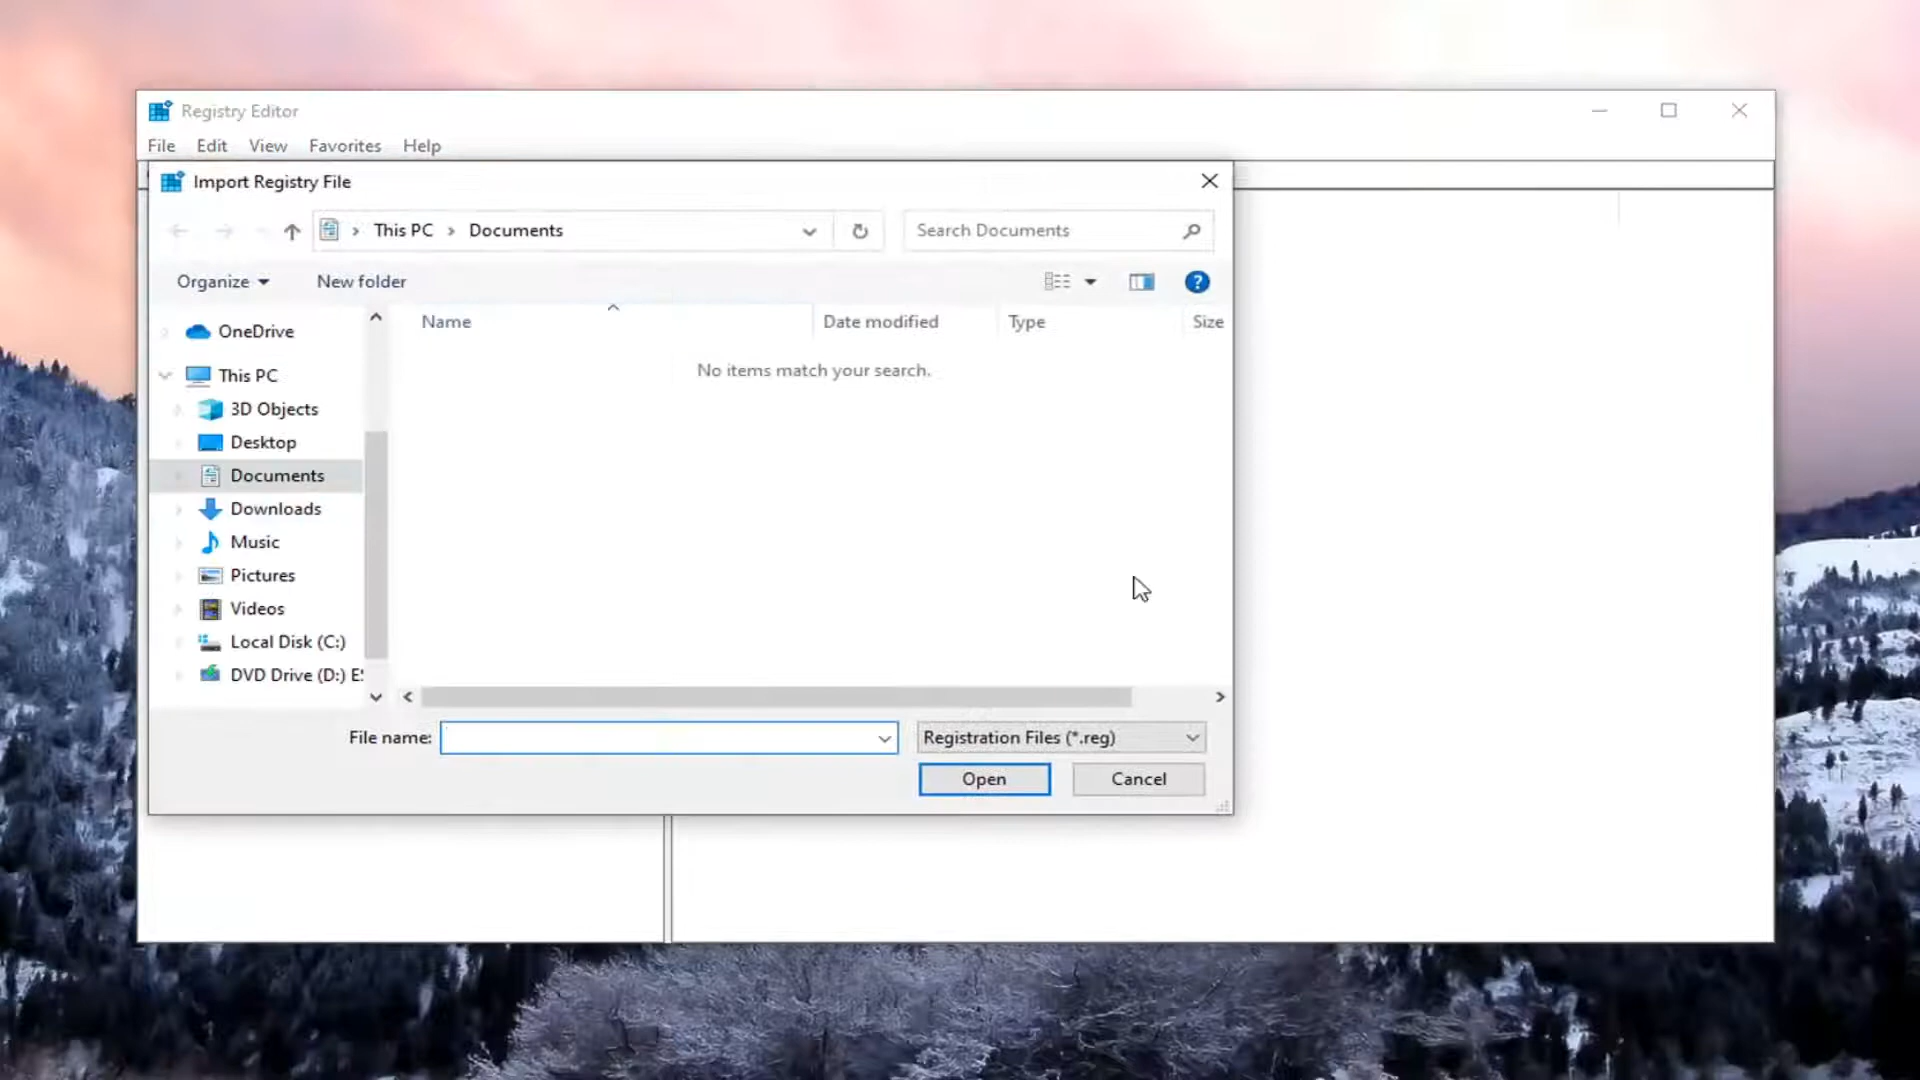 Registry Editor
File Edit View Favorites Help
Import Registry File
This PC Documents
Search Documents
Organize New folder
Name Date modified Type Size
OneDrive
No items match your search.
This PC
3D Objects
Desktop
Documents
Downloads
Music
Pictures
Videos
Local Disk (C:)
DVD Drive (D:) E
File name: Registration Files (*.reg)
Open Cancel